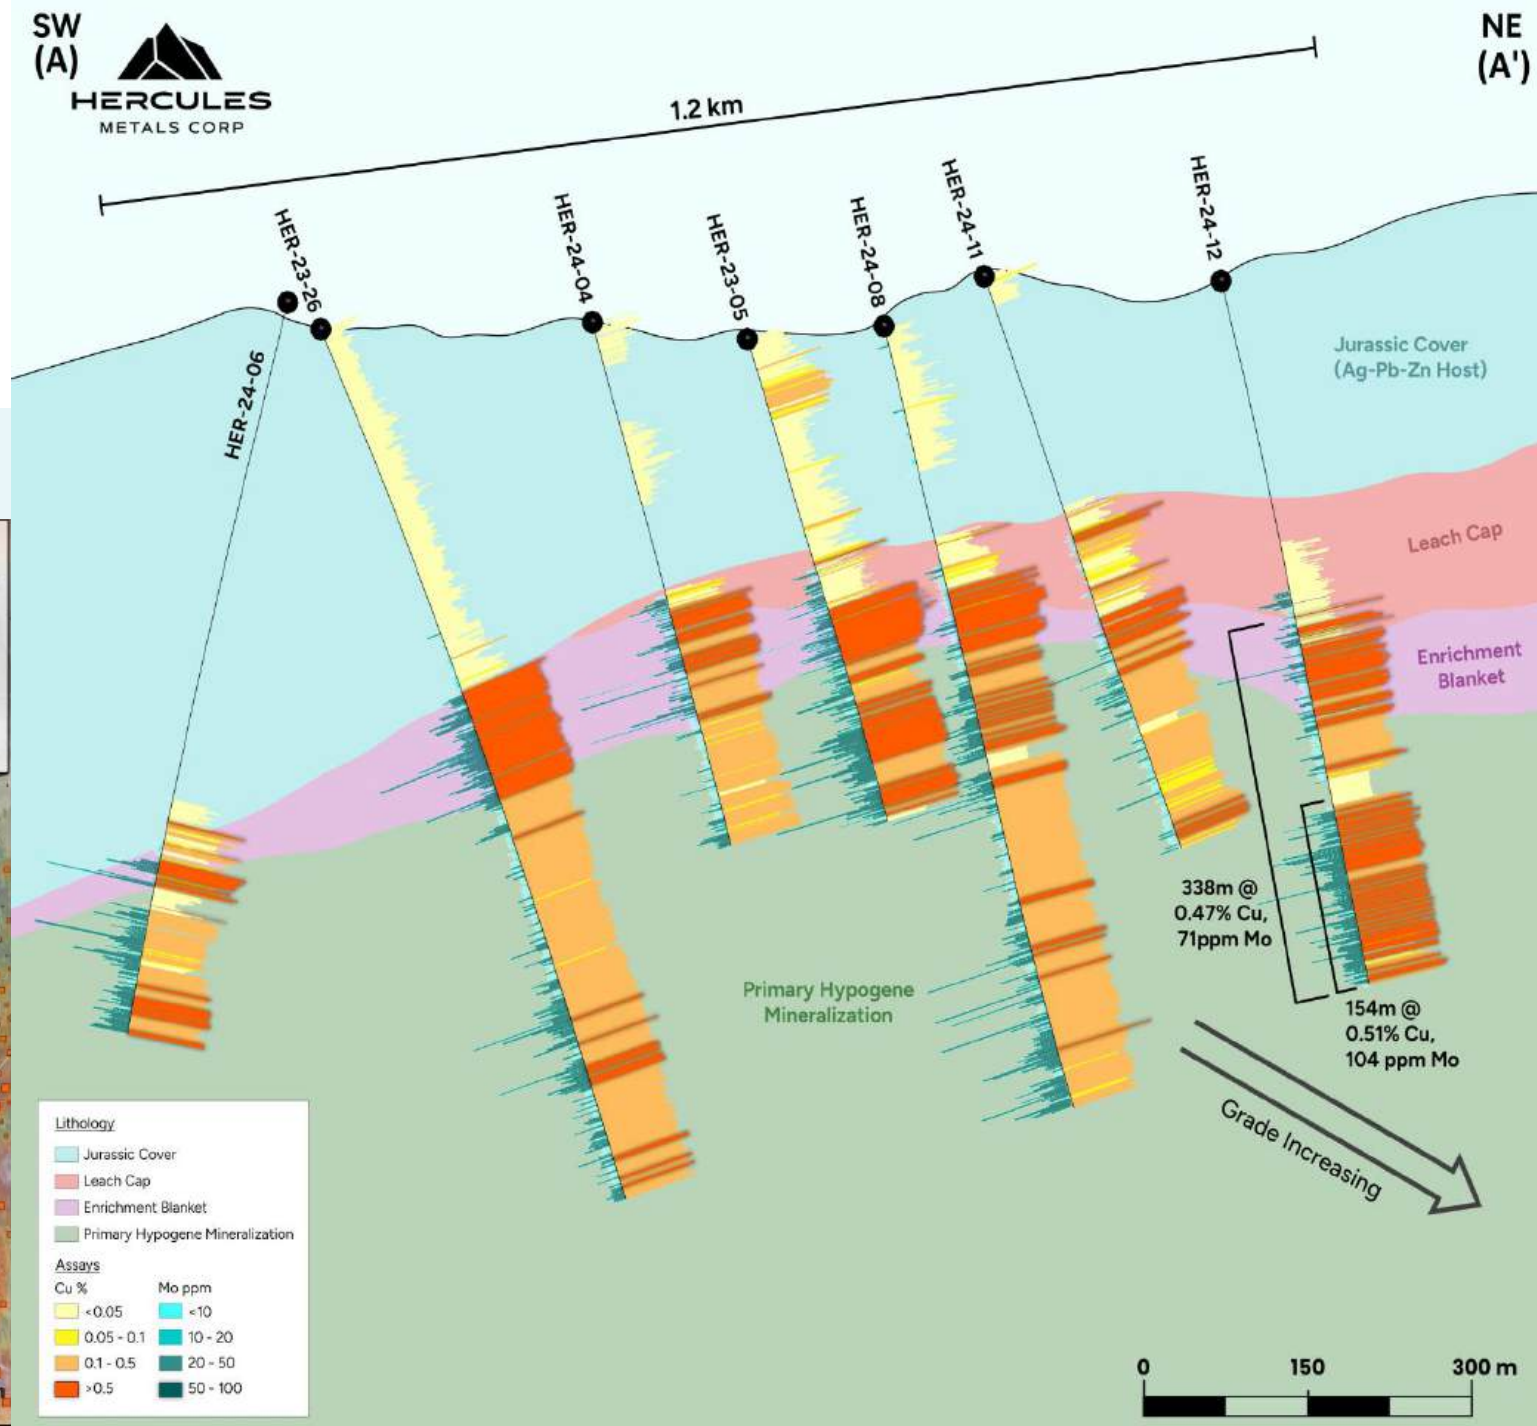 SW
(A)
HERCULES
METALS CORP
NE
(A')
1.2 km
HER-24-06
HER-23-26
HER-24-04
HER-23-05
HER-24-08
HER-24-11
HER-24-12
Jurassic Cover
(Ag-Pb-Zn Host)
Leach Cap
Enrichment
Blanket
338m @
0.47% Cu,
71ppm Mo
Primary Hypogene
Mineralization
154m @
0.51% Cu,
104 ppm Mo
Grade Increasing
Lithology
Jurassic Cover
Leach Cap
Enrichment Blanket
Primary Hypogene Mineralization
Assays
Cu % Mo ppm
<0.05 <10
0.05 - 0.1 10 - 20
0.1 - 0.5 20 - 50
>0.5 50 - 100
0 150 300 m